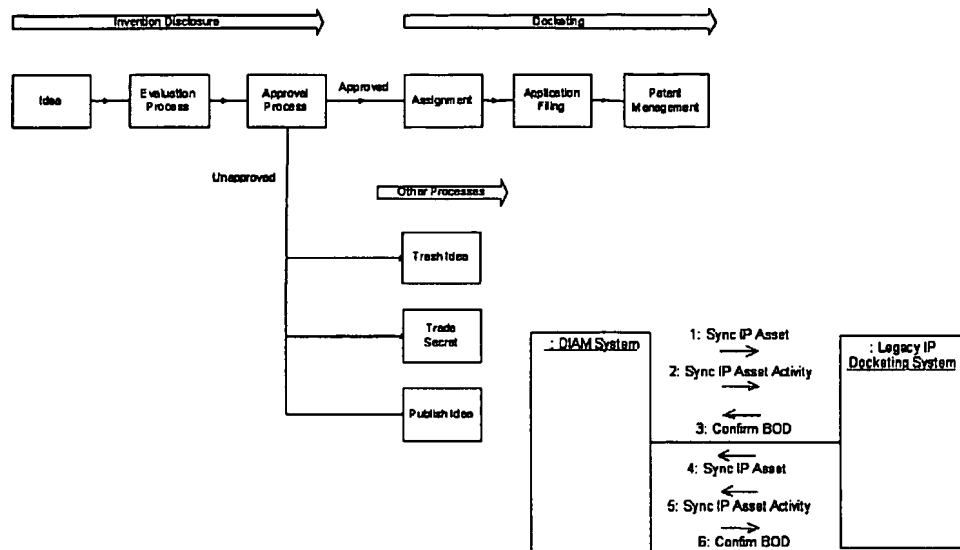 Invention Disclosure
Docketing
Idea
Evaluation
Process
Approval
Process
Approved
Assignment
Application
Filing
Patent
Management
Unapproved
Other Processes
Trash Idea
Trade
Secret
Publish Idea
: DIAM System
1: Sync IP Asset
2: Sync IP Asset Activity
3: Confirm BOD
4: Sync IP Asset
5: Sync IP Asset Activity
6: Confirm BOD
: Legacy IP
Docketing System